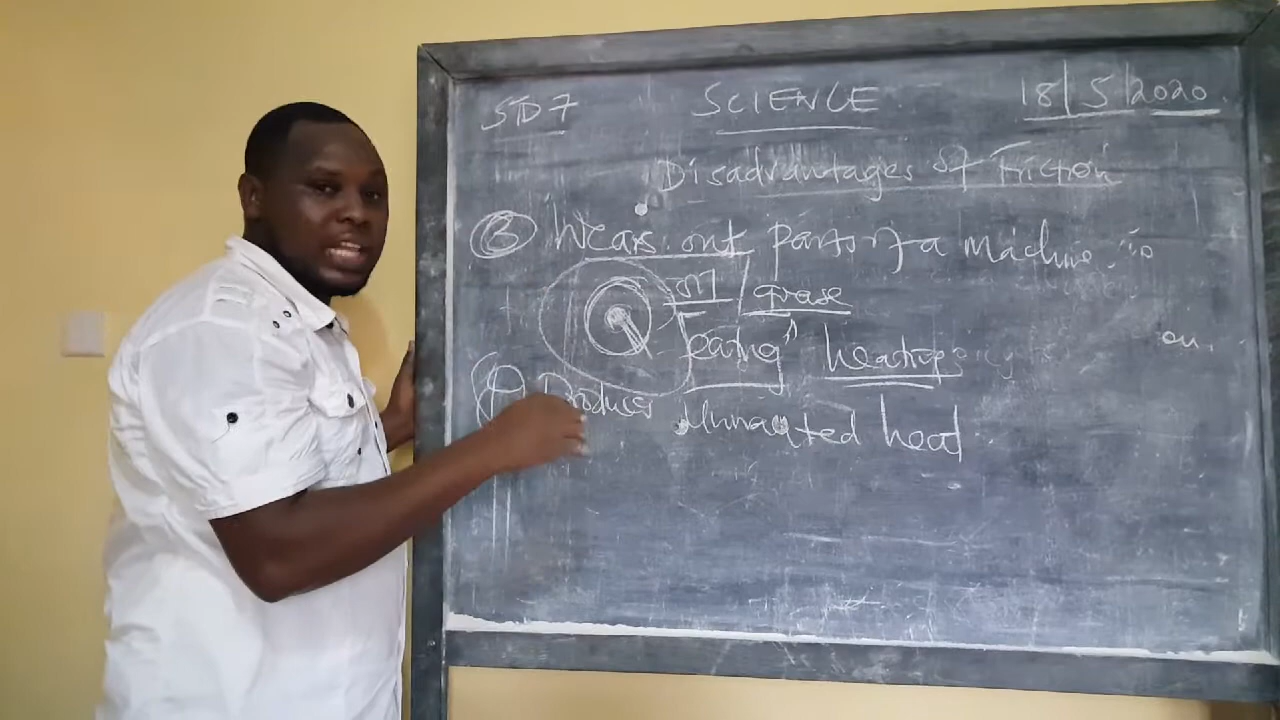 STD 7 SCIENCE 18/5/2020.
Disadvantages of Friction
3 Wears out parts of a machine
oil / grease
heating
Produces Unwanted heat